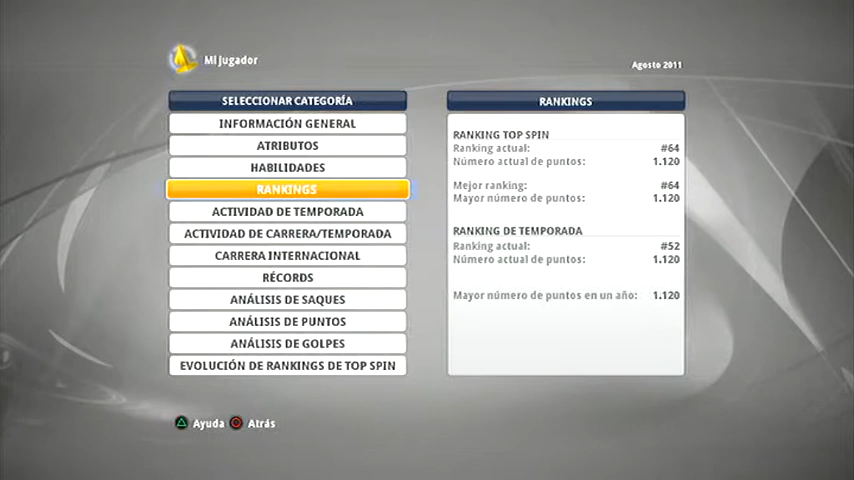 Mi jugador
Agosto 2011
SELECCIONAR CATEGORÍA
INFORMACIÓN GENERAL
ATRIBUTOS
HABILIDADES
RANKINGS
ACTIVIDAD DE TEMPORADA
ACTIVIDAD DE CARRERA/TEMPORADA
CARRERA INTERNACIONAL
RÉCORDS
ANÁLISIS DE SAQUES
ANÁLISIS DE PUNTOS
ANÁLISIS DE GOLPES
EVOLUCIÓN DE RANKINGS DE TOP SPIN
RANKINGS
RANKING TOP SPIN
Ranking actual: #64
Número actual de puntos: 1.120
Mejor ranking: #64
Mayor número de puntos: 1.120
RANKING DE TEMPORADA
Ranking actual: #52
Número actual de puntos: 1.120
Mayor número de puntos en un año: 1.120
Ayuda Atrás